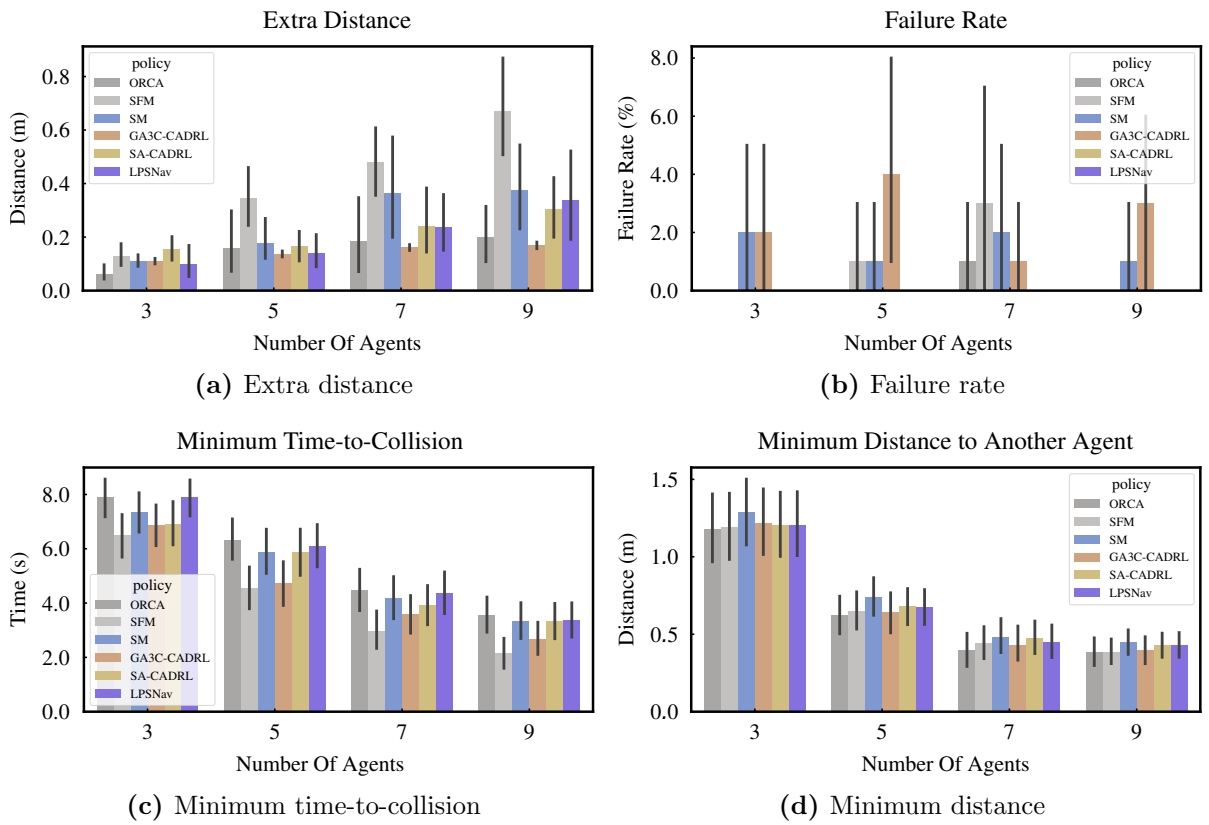 Extra Distance
Distance (m)
0.8
0.6
0.4
0.2
0.0
policy
ORCA
SFM
SM
GA3C-CADRL
SA-CADRL
LPSNav
3 5 7 9
Number Of Agents
(a) Extra distance
Failure Rate
Failure Rate (%)
8.0
6.0
4.0
2.0
0.0
policy
ORCA
SFM
SM
GA3C-CADRL
SA-CADRL
LPSNav
3 5 7 9
Number Of Agents
(b) Failure rate
Minimum Time-to-Collision
Time (s)
8.0
6.0
4.0
2.0
0.0
policy
ORCA
SFM
SM
GA3C-CADRL
SA-CADRL
LPSNav
3 5 7 9
Number Of Agents
(c) Minimum time-to-collision
Minimum Distance to Another Agent
Distance (m)
1.5
1.0
0.5
0.0
policy
ORCA
SFM
SM
GA3C-CADRL
SA-CADRL
LPSNav
3 5 7 9
Number Of Agents
(d) Minimum distance